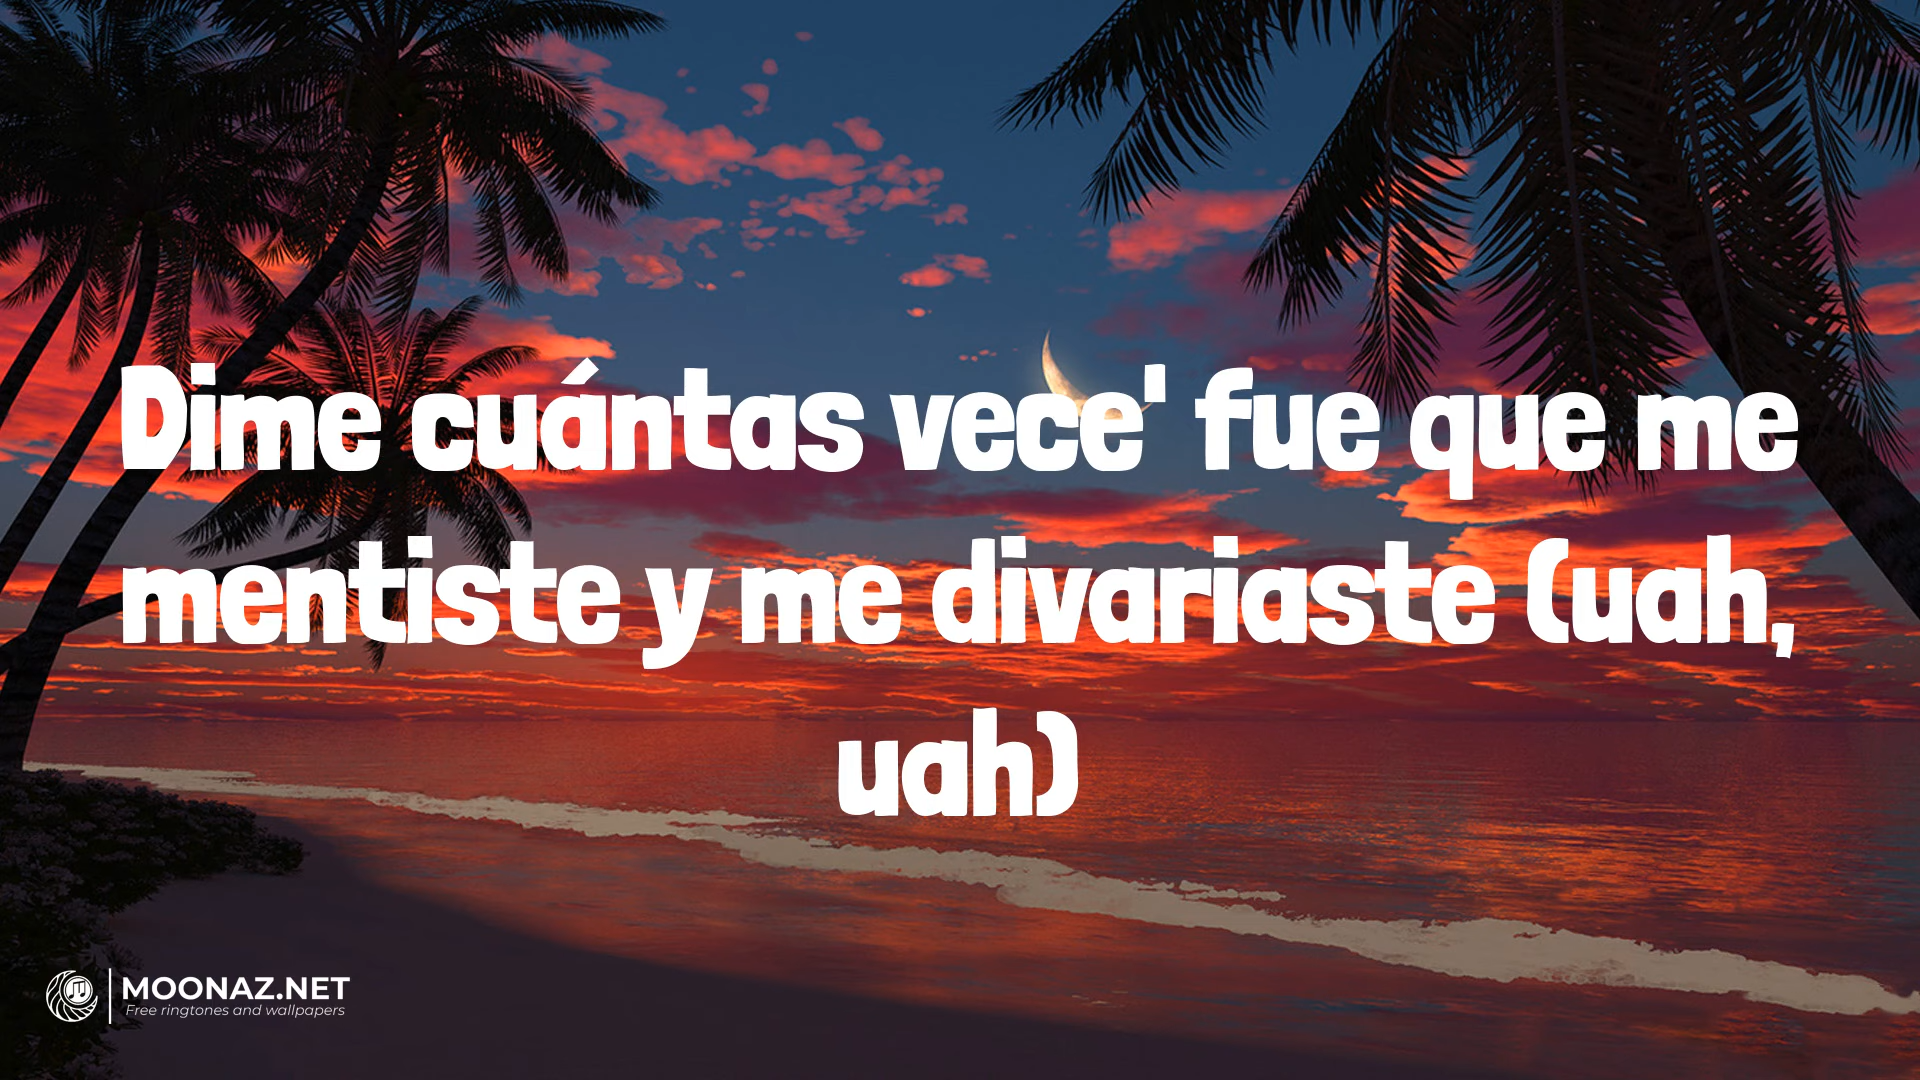 Dime cuántas vece' fue que me
mentiste y me divariaste (uah,
uah)
MOONAZ.NET
Free ringtones and wallpapers